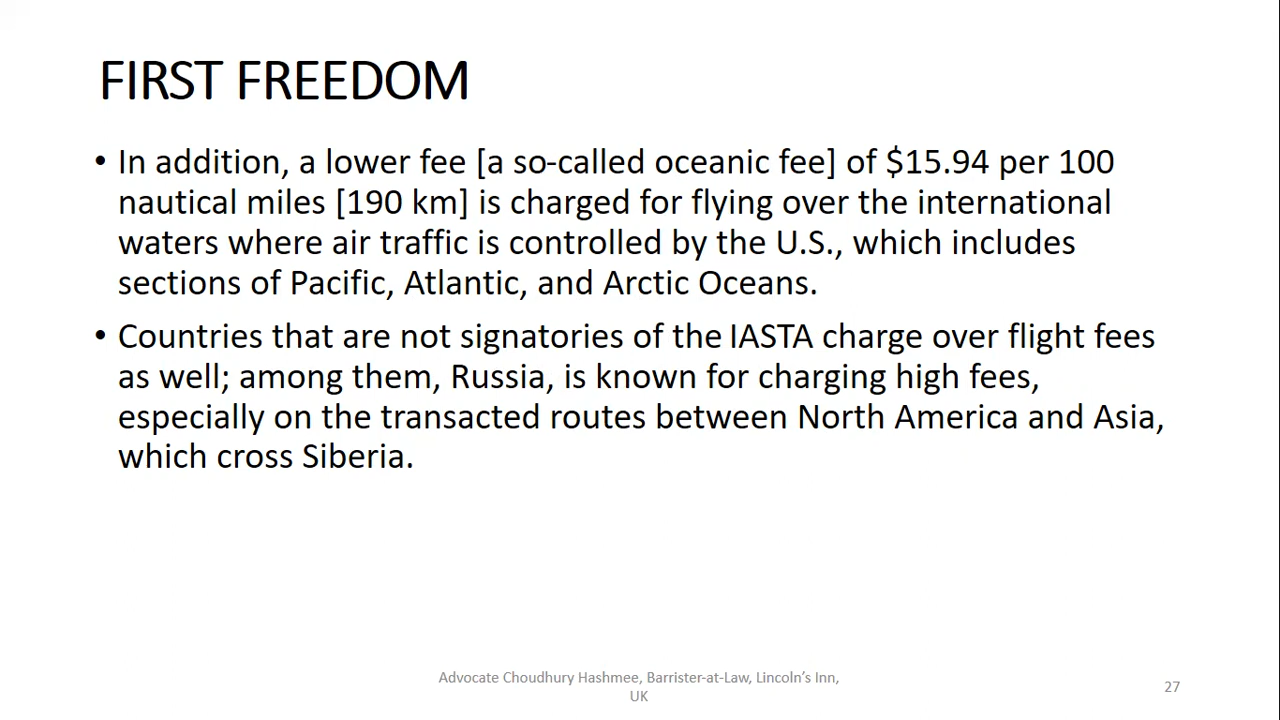 FIRST FREEDOM
• In addition, a lower fee [a so-called oceanic fee] of $15.94 per 100
nautical miles [190 km] is charged for flying over the international
waters where air traffic is controlled by the U.S., which includes
sections of Pacific, Atlantic, and Arctic Oceans.
• Countries that are not signatories of the IASTA charge over flight fees
as well; among them, Russia, is known for charging high fees,
especially on the transacted routes between North America and Asia,
which cross Siberia.
Advocate Choudhury Hashmee, Barrister-at-Law, Lincoln’s Inn,
UK
27